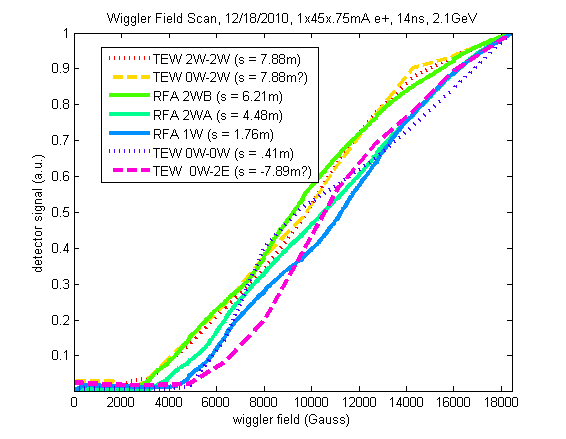 Wiggler Field Scan, 12/18/2010, 1x45x.75mA e+, 14ns, 2.1GeV
1
0.9
0.8
0.7
0.6
0.5
0.4
0.3
0.2
0.1
detector signal (a.u.)
TEW 2W-2W (s = 7.88m)
TEW 0W-2W (s = 7.88m?)
RFA 2WB (s = 6.21m)
RFA 2WA (s = 4.48m)
RFA 1W (s = 1.76m)
TEW 0W-0W (s = .41m)
TEW 0W-2E (s = -7.89m?)
0 2000 4000 6000 8000 10000 12000 14000 16000 18000
wiggler field (Gauss)